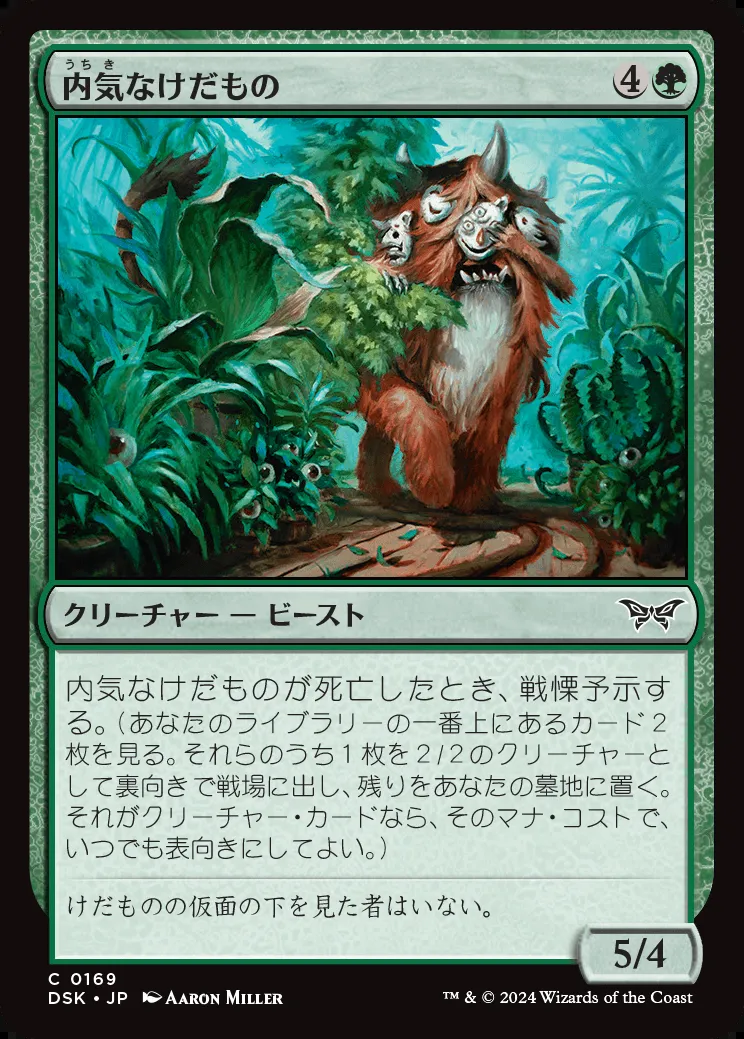 うちき
内気なけだもの
4
クリーチャー — ビースト
内気なけだものが死亡したとき、戦慄予示す
る。（あなたのライブラリーの一番上にあるカード２
枚を見る。それらのうち１枚を２/２のクリーチャーと
して裏向きで戦場に出し、残りをあなたの墓地に置く。
それがクリーチャー・カードなら、そのマナ・コストで、
いつでも表向きにしてよい。）
けだものの仮面の下を見た者はいない。
5/4
C 0169
DSK • JP AARON MILLER
™ & © 2024 Wizards of the Coast